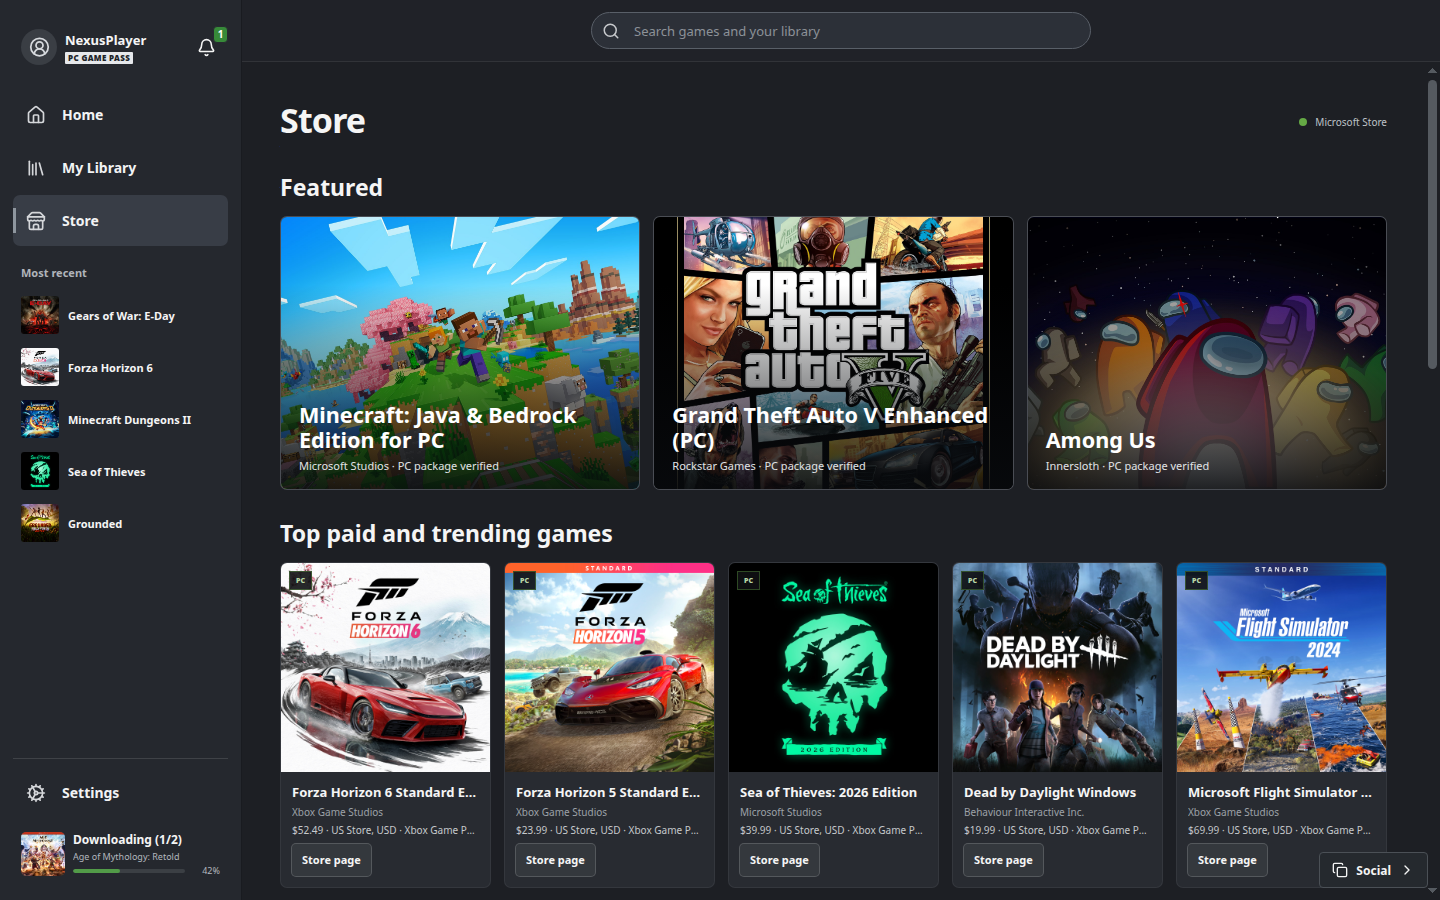 NexusPlayer
PC GAME PASS
1
Search games and your library
Home
My Library
Store
Most recent
Gears of War: E-Day
Forza Horizon 6
Minecraft Dungeons II
Sea of Thieves
Grounded
Settings
Downloading (1/2)
Age of Mythology: Retold
42%
Store
Microsoft Store
Featured
Minecraft: Java & Bedrock
Edition for PC
Microsoft Studios · PC package verified
grand
theft
auto V
FIVE
Grand Theft Auto V Enhanced
(PC)
Rockstar Games · PC package verified
Among Us
Innersloth · PC package verified
Top paid and trending games
PC
FORZA
HORIZON 6
Forza Horizon 6 Standard E...
Xbox Game Studios
$52.49 · US Store, USD · Xbox Game P...
Store page
STANDARD
PC
FORZA
HORIZON 5
Forza Horizon 5 Standard E...
Xbox Game Studios
$23.99 · US Store, USD · Xbox Game P...
Store page
PC
Sea of Thieves
2026 EDITION
Sea of Thieves: 2026 Edition
Microsoft Studios
$39.99 · US Store, USD · Xbox Game P...
Store page
PC
DEAD BY
DAYLIGHT
Dead by Daylight Windows
Behaviour Interactive Inc.
$19.99 · US Store, USD · Xbox Game P...
Store page
STANDARD
PC
Microsoft
Flight Simulator
2024
Microsoft Flight Simulator ...
Xbox Game Studios
$69.99 · US Store, USD · Xbox Game P...
Store page
Social